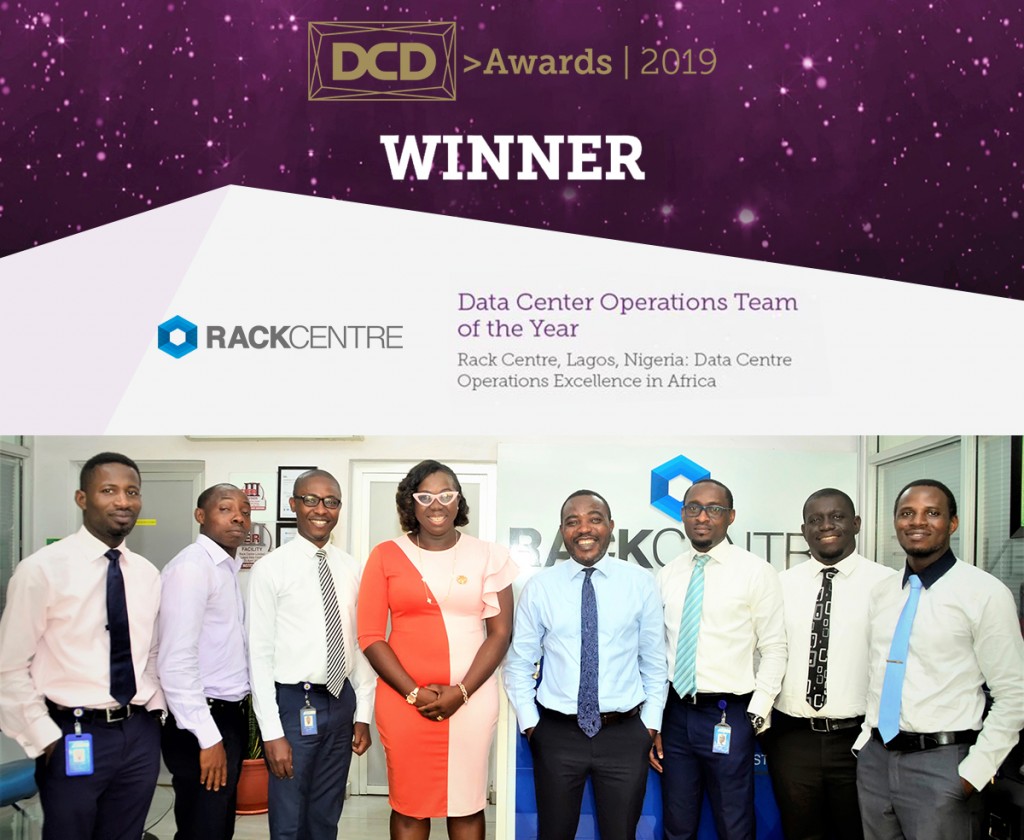 DCD >Awards | 2019
WINNER
RACKCENTRE
Data Center Operations Team
of the Year
Rack Centre, Lagos, Nigeria: Data Centre
Operations Excellence in Africa
RACKCENTRE
FACILITY